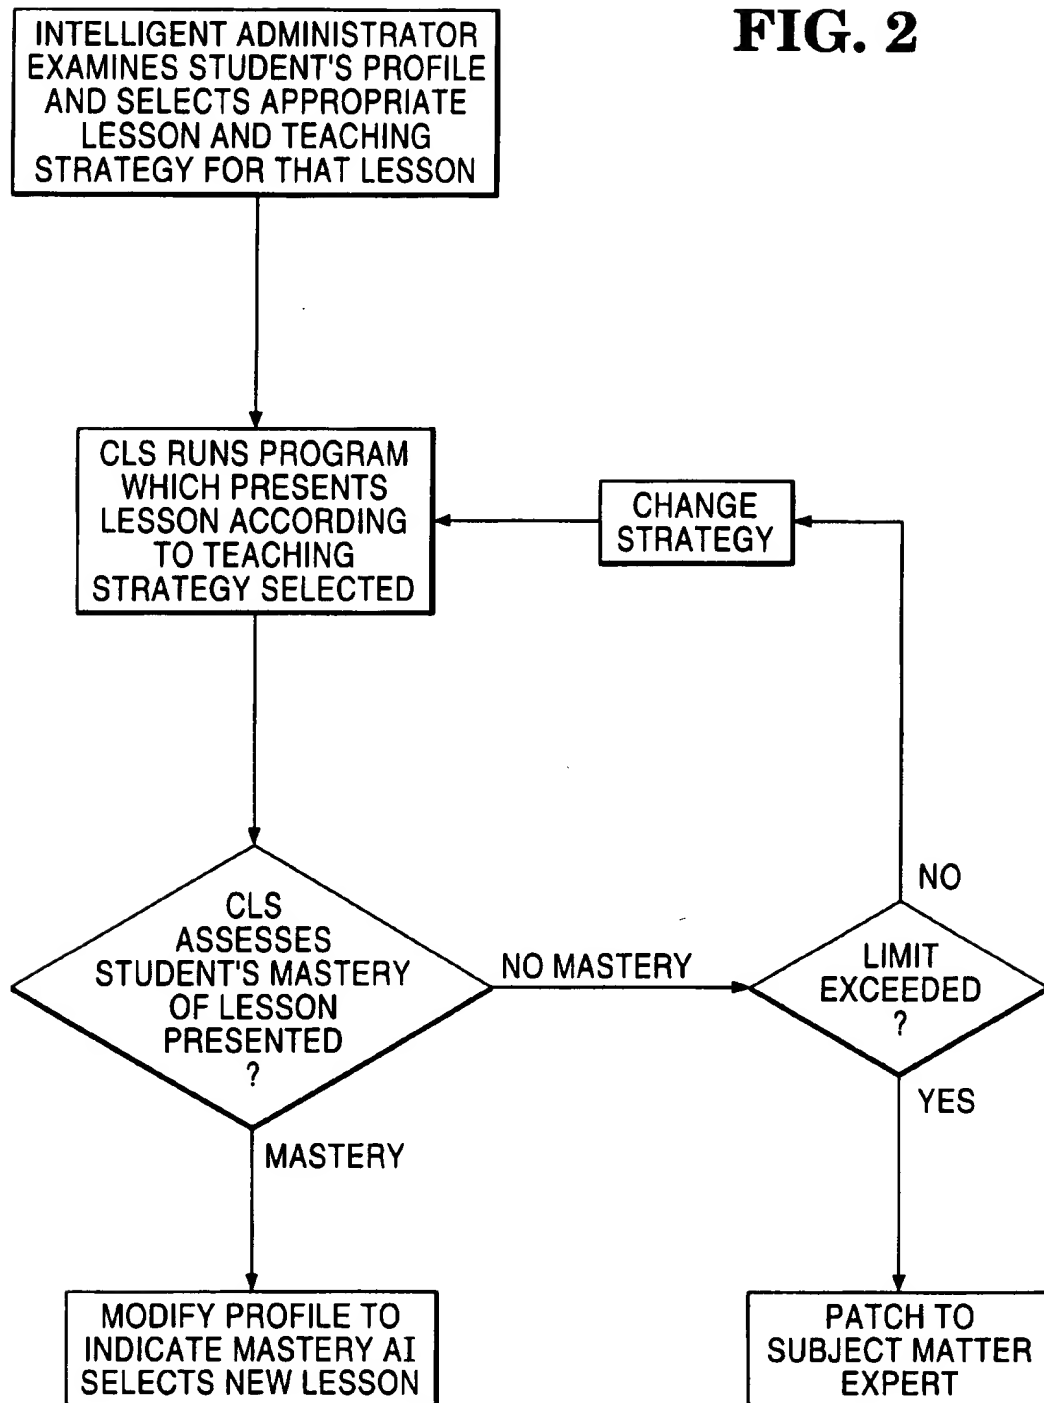 FIG. 2
INTELLIGENT ADMINISTRATOR
EXAMINES STUDENT'S PROFILE
AND SELECTS APPROPRIATE
LESSON AND TEACHING
STRATEGY FOR THAT LESSON
CLS RUNS PROGRAM
WHICH PRESENTS
LESSON ACCORDING
TO TEACHING
STRATEGY SELECTED
CHANGE
STRATEGY
CLS
ASSESSES
STUDENT'S MASTERY
OF LESSON
PRESENTED
?
NO MASTERY
LIMIT
EXCEEDED
?
NO
YES
MASTERY
MODIFY PROFILE TO
INDICATE MASTERY AI
SELECTS NEW LESSON
PATCH TO
SUBJECT MATTER
EXPERT